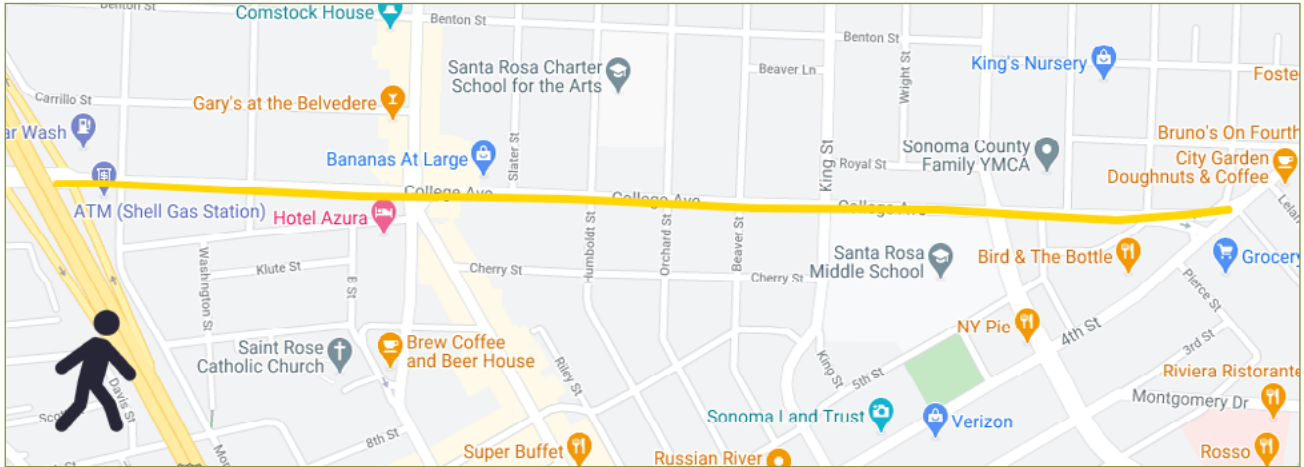 Benton St
Comstock House
Benton St
Benton St
Santa Rosa Charter
School for the Arts
Beaver Ln
Wright St
King's Nursery
Foste
Carrillo St
Gary's at the Belvedere
ar Wash
Bananas At Large
Slater St
King St
Royal St
Sonoma County
Family YMCA
Bruno's On Fourth
City Garden
Doughnuts & Coffee
College Ave
College Ave
College Ave
ATM (Shell Gas Station)
Hotel Azura
Humboldt St
Orchard St
Beaver St
Lelan
Washington St
Klute St
E St
Cherry St
Cherry St
Santa Rosa
Middle School
Bird & The Bottle
Grocery
Pierce St
NY Pie
4th St
3rd St
Saint Rose
Catholic Church
Brew Coffee
and Beer House
Riley St
King St
5th St
Riviera Ristorante
Montgomery Dr
Davis St
Sonoma Land Trust
Verizon
8th St
Super Buffet
Russian River
Rosso